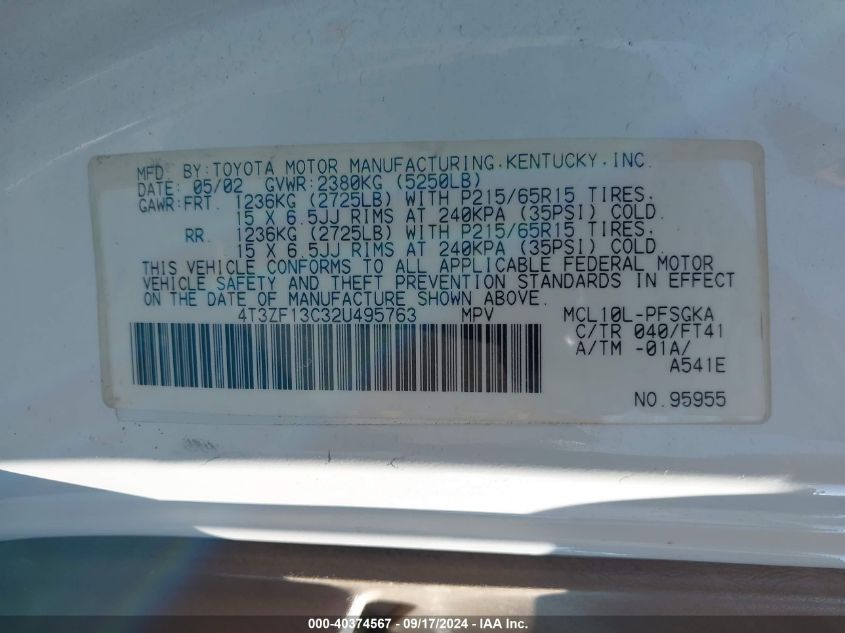 MFD. BY:TOYOTA MOTOR MANUFACTURING,KENTUCKY,INC.
DATE: 05/02 GVWR:2380KG (5250LB)
GAWR:FRT. 1236KG (2725LB) WITH P215/65R15 TIRES.
15 X 6.5JJ RIMS AT 240KPA (35PSI) COLD.
RR. 1236KG (2725LB) WITH P215/65R15 TIRES.
15 X 6.5JJ RIMS AT 240KPA (35PSI) COLD.
THIS VEHICLE CONFORMS TO ALL APPLICABLE FEDERAL MOTOR
VEHICLE SAFETY AND THEFT PREVENTION STANDARDS IN EFFECT
ON THE DATE OF MANUFACTURE SHOWN ABOVE.
4T3ZF13C32U495763 MPV MCL10L-PFSGKA
C/TR 040/FT41
A/TM -01A/
A541E
NO.95955
000-40374567 - 09/17/2024 - IAA Inc.